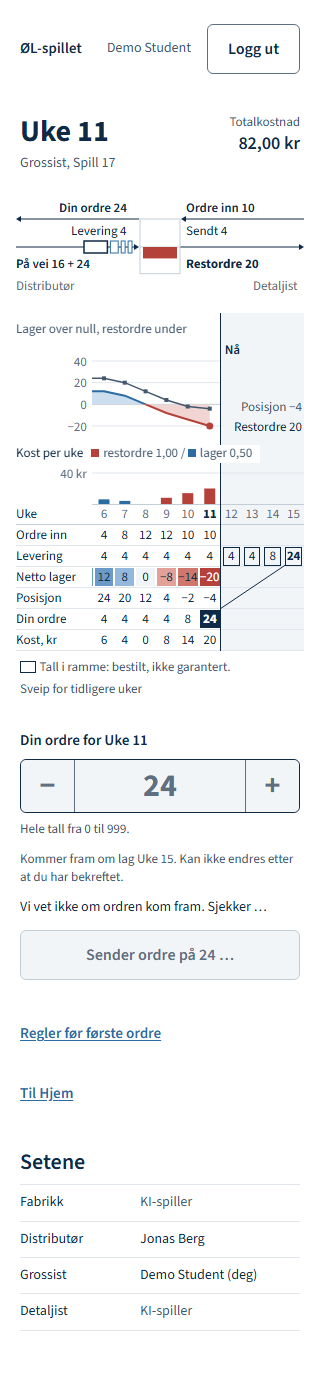 ØL-spillet Demo Student Logg ut
Uke 11 Totalkostnad
82,00 kr
Grossist, Spill 17
Din ordre 24 Ordre inn 10
Levering 4 Sendt 4
På vei 16 + 24 Restordre 20
Distributør Detaljist
Lager over null, restordre under
Nå
40
20
0
−20
Posisjon −4
Restordre 20
Kost per uke restordre 1,00 / lager 0,50
40 kr
Uke 6 7 8 9 10 11 12 13 14 15
Ordre inn 4 8 12 12 10 10
Levering 4 4 4 4 4 4 4 4 8 24
Netto lager 12 8 0 −8 −14 −20
Posisjon 24 20 12 4 −2 −4
Din ordre 4 4 4 4 8 24
Kost, kr 6 4 0 8 14 20
Tall i ramme: bestilt, ikke garantert.
Sveip for tidligere uker
Din ordre for Uke 11
− 24 +
Hele tall fra 0 til 999.
Kommer fram om lag Uke 15. Kan ikke endres etter
at du har bekreftet.
Vi vet ikke om ordren kom fram. Sjekker …
Sender ordre på 24 …
Regler før første ordre
Til Hjem
Setene
Fabrikk KI-spiller
Distributør Jonas Berg
Grossist Demo Student (deg)
Detaljist KI-spiller